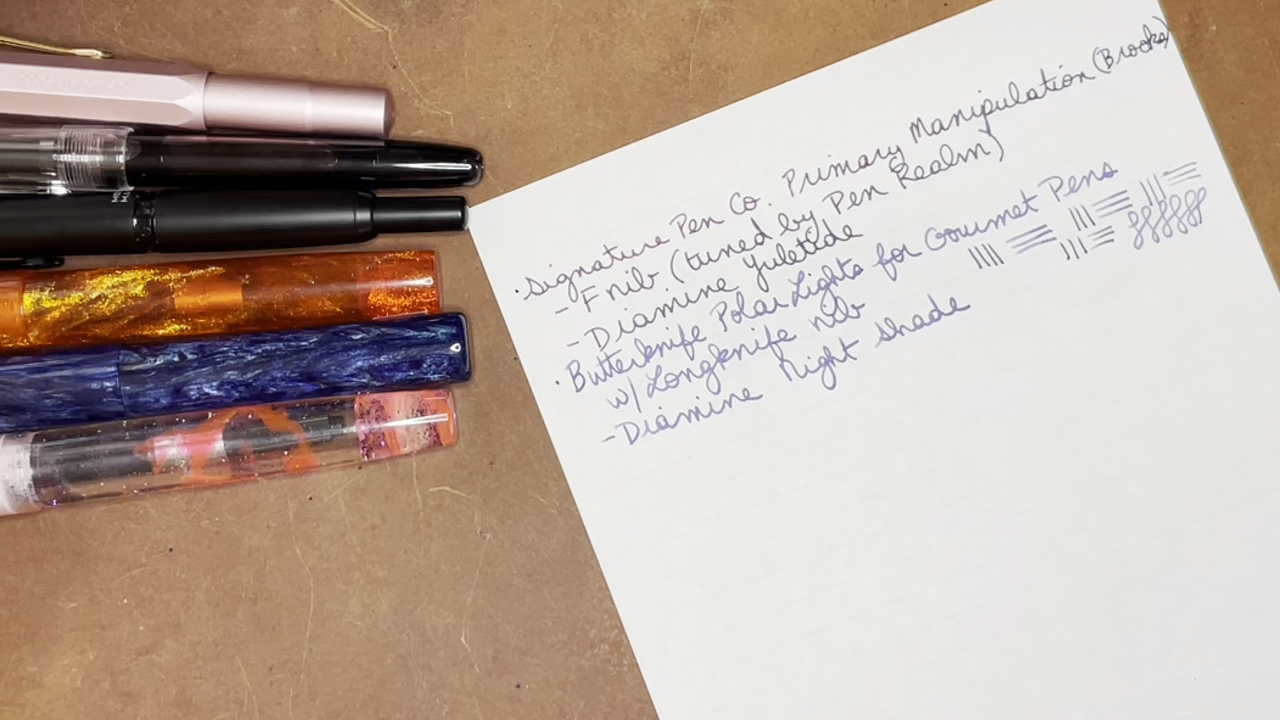 · Signature Pen Co. Primary Manipulation (Brooks)
- F nib (tuned by Pen Realm)
- Diamine Yuletide
· Butterknife Polar Lights for Gourmet Pens
w/ Longknife nib
- Diamine Night Shade